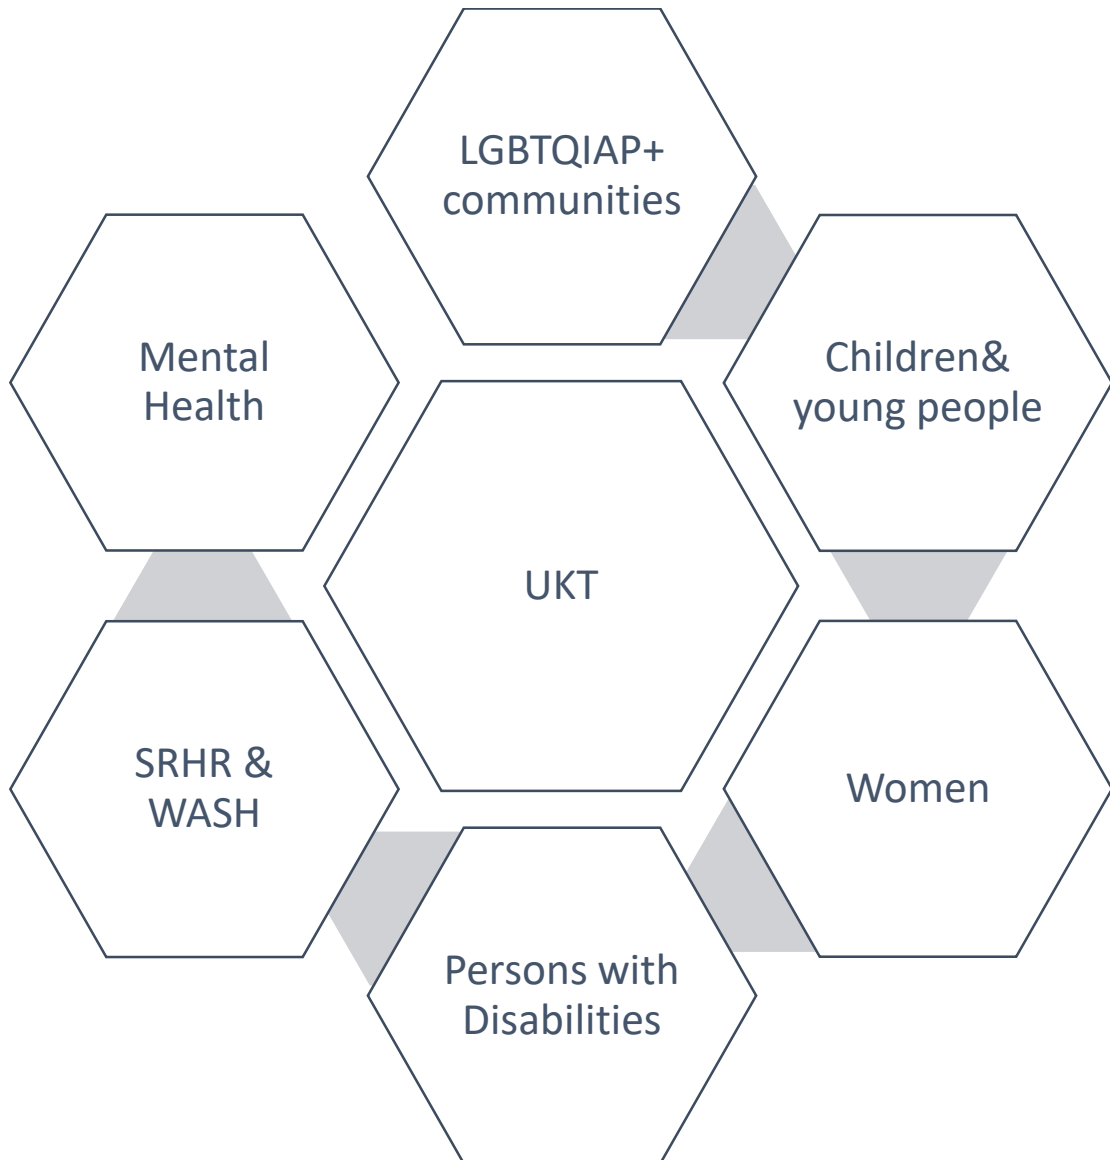 LGBTQIAP+
communities
Mental
Health
Children&
young people
UKT
SRHR &
WASH
Women
Persons with
Disabilities